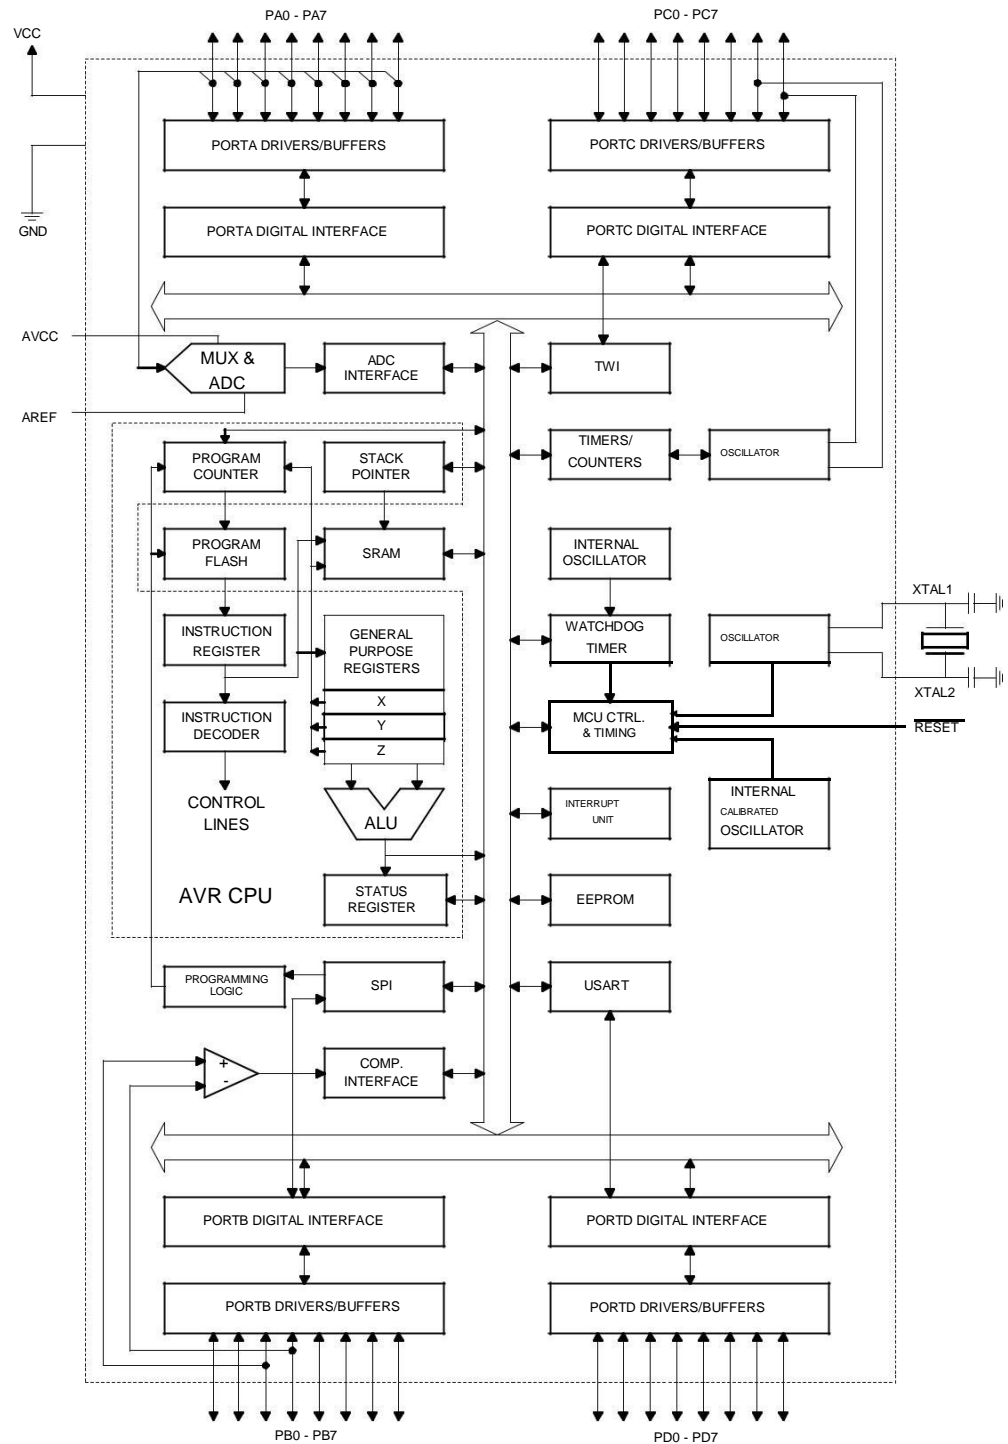 PA0 - PA7
PC0 - PC7
VCC
PORTA DRIVERS/BUFFERS
PORTC DRIVERS/BUFFERS
PORTA DIGITAL INTERFACE
PORTC DIGITAL INTERFACE
GND
AVCC
MUX &
ADC
ADC
INTERFACE
TWI
AREF
PROGRAM
COUNTER
STACK
POINTER
TIMERS/
COUNTERS
OSCILLATOR
PROGRAM
FLASH
SRAM
INTERNAL
OSCILLATOR
XTAL1
INSTRUCTION
REGISTER
GENERAL
PURPOSE
REGISTERS
WATCHDOG
TIMER
OSCILLATOR
XTAL2
X
Y
Z
INSTRUCTION
DECODER
MCU CTRL.
& TIMING
RESET
CONTROL
LINES
ALU
INTERRUPT
UNIT
INTERNAL
CALIBRATED
OSCILLATOR
AVR CPU
STATUS
REGISTER
EEPROM
PROGRAMMING
LOGIC
SPI
USART
+
-
COMP.
INTERFACE
PORTB DIGITAL INTERFACE
PORTD DIGITAL INTERFACE
PORTB DRIVERS/BUFFERS
PORTD DRIVERS/BUFFERS
PB0 - PB7
PD0 - PD7